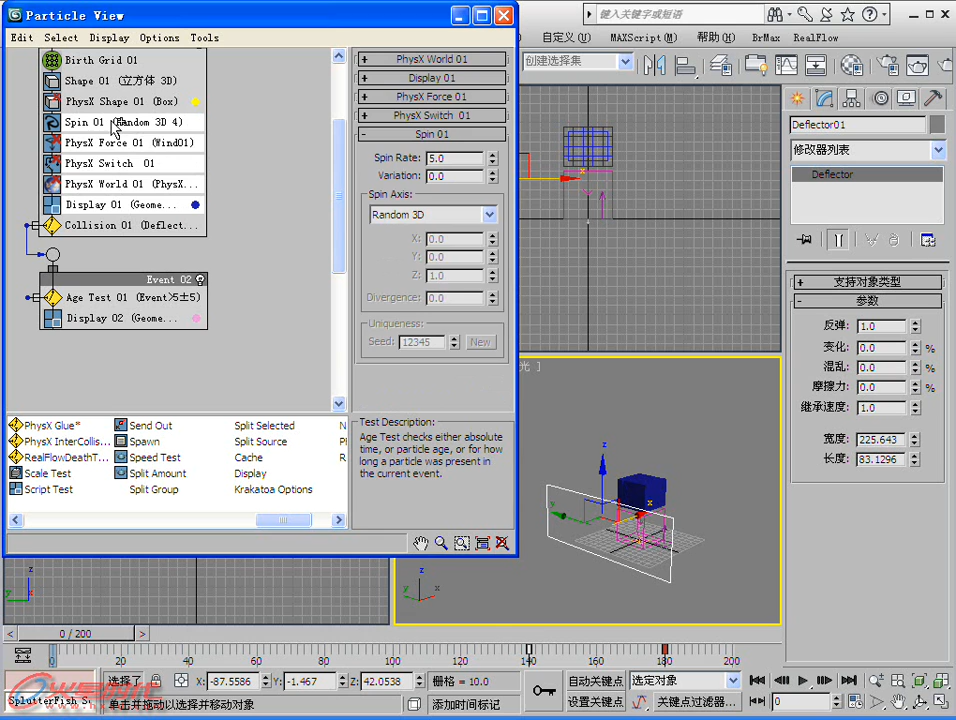 Particle View
Edit Select Display Options Tools
Birth Grid 01
Shape 01 (立方体 3D)
PhysX Shape 01 (Box)
Spin 01 (Random 3D 4)
PhysX Force 01 (Wind01)
PhysX Switch 01
PhysX World 01 (PhysX...
Display 01 (Geome...
Collision 01 (Deflect...
Event 02
Age Test 01 (Event>5±5)
Display 02 (Geome...
+ PhysX World 01
+ Display 01
+ PhysX Force 01
+ PhysX Switch 01
- Spin 01
Spin Rate: 5.0
Variation: 0.0
Spin Axis:
Random 3D
X: 0.0
Y: 0.0
Z: 1.0
Divergence: 0.0
Uniqueness:
Seed: 12345 New
PhysX Glue* Send Out Split Selected N
PhysX InterCollis... Spawn Split Source
RealFlowDeathT... Speed Test Cache R
Scale Test Split Amount Display
Script Test Split Group Krakatoa Options
Test Description:
Age Test checks either absolute
time, or particle age, or for how
long a particle was present in
the current event.
键入关键字或短语
自定义(U) MAXScript(M) 帮助(H) BrMax RealFlow
创建选择集
Deflector01
修改器列表
Deflector
+ 支持对象类型
- 参数
反弹: 1.0
变化: 0.0 %
混乱: 0.0 %
摩擦力: 0.0 %
继承速度: 1.0
宽度: 225.643
长度: 83.1296
x
z
x
y
z
y
x
z
y
光 ]
< 0 / 200 >
0 20 40 60 80 100 120 140 160 180 200
选择了 X: -87.5586 Y: -1.467 Z: 42.0538 栅格 = 10.0
自动关键点 选定对象
单击并拖动以选择并移动对象 添加时间标记
设置关键点 关键点过滤器... 0